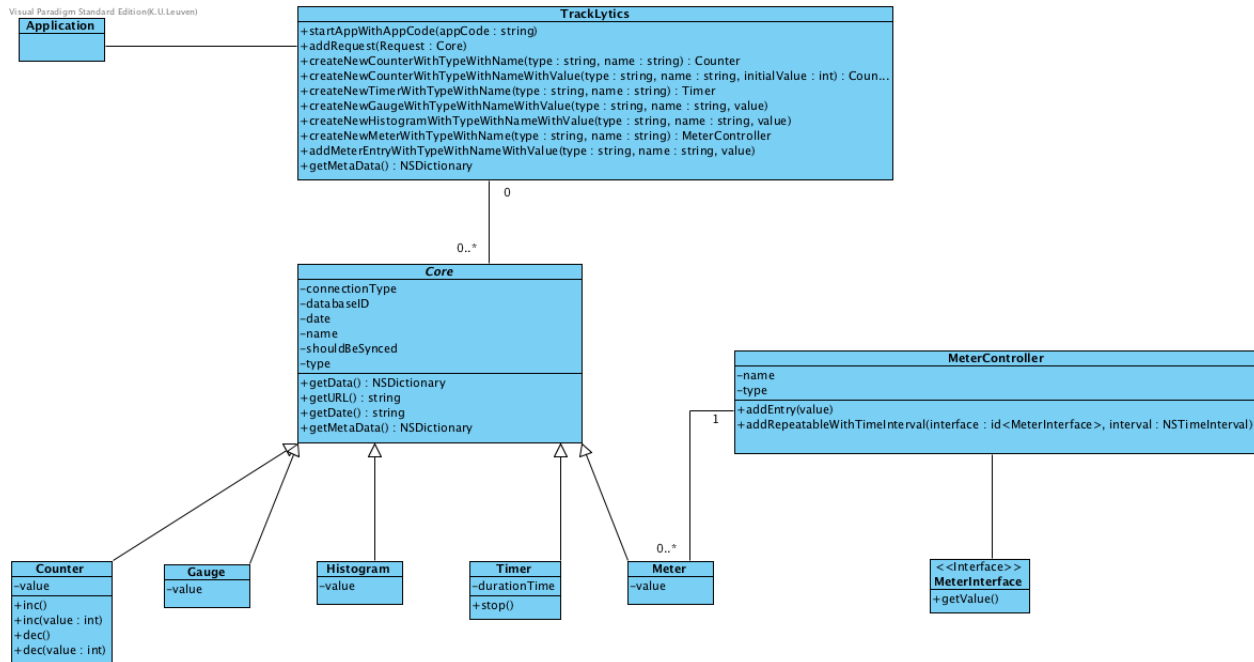 Visual Paradigm Standard Edition(K.U.Leuven)
Application
TrackLytics
+startAppWithAppCode(appCode : string)
+addRequest(Request : Core)
+createNewCounterWithTypeWithName(type : string, name : string) : Counter
+createNewCounterWithTypeWithNameWithValue(type : string, name : string, initialValue : int) : Coun...
+createNewTimerWithTypeWithName(type : string, name : string) : Timer
+createNewGaugeWithTypeWithNameWithValue(type : string, name : string, value)
+createNewHistogramWithTypeWithNameWithValue(type : string, name : string, value)
+createNewMeterWithTypeWithName(type : string, name : string) : MeterController
+addMeterEntryWithTypeWithNameWithValue(type : string, name : string, value)
+getMetaData() : NSDictionary
0
0..*
Core
-connectionType
-databaseID
-date
-name
-shouldBeSynced
-type
+getData() : NSDictionary
+getURL() : string
+getDate() : string
+getMetaData() : NSDictionary
MeterController
-name
-type
+addEntry(value)
+addRepeatableWithTimeInterval(interface : id<MeterInterface>, interval : NSTimeInterval)
1
0..*
Counter
-value
+inc()
+inc(value : int)
+dec()
+dec(value : int)
Gauge
-value
Histogram
-value
Timer
-durationTime
+stop()
Meter
-value
<<Interface>>
MeterInterface
+getValue()